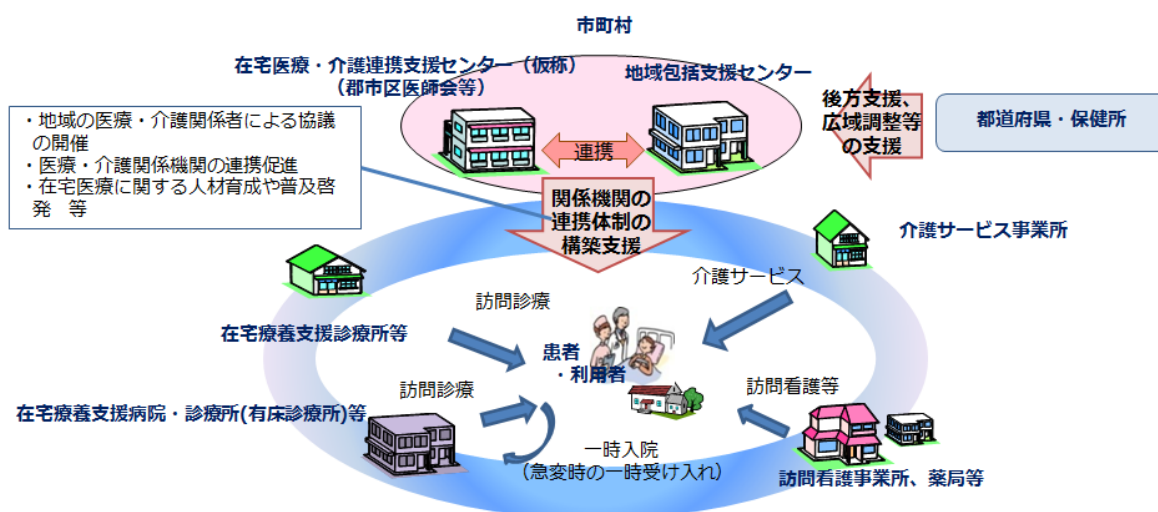 市町村
在宅医療・介護連携支援センター（仮称）
（郡市区医師会等）
地域包括支援センター
連携
後方支援、
広域調整等
の支援
都道府県・保健所
・地域の医療・介護関係者による協議
の開催
・医療・介護関係機関の連携促進
・在宅医療に関する人材育成や普及啓
発　等
関係機関の
連携体制の
構築支援
介護サービス事業所
介護サービス
訪問診療
在宅療養支援診療所等
患者
・利用者
訪問診療
訪問看護等
在宅療養支援病院・診療所(有床診療所)等
一時入院
（急変時の一時受け入れ）
訪問看護事業所、薬局等